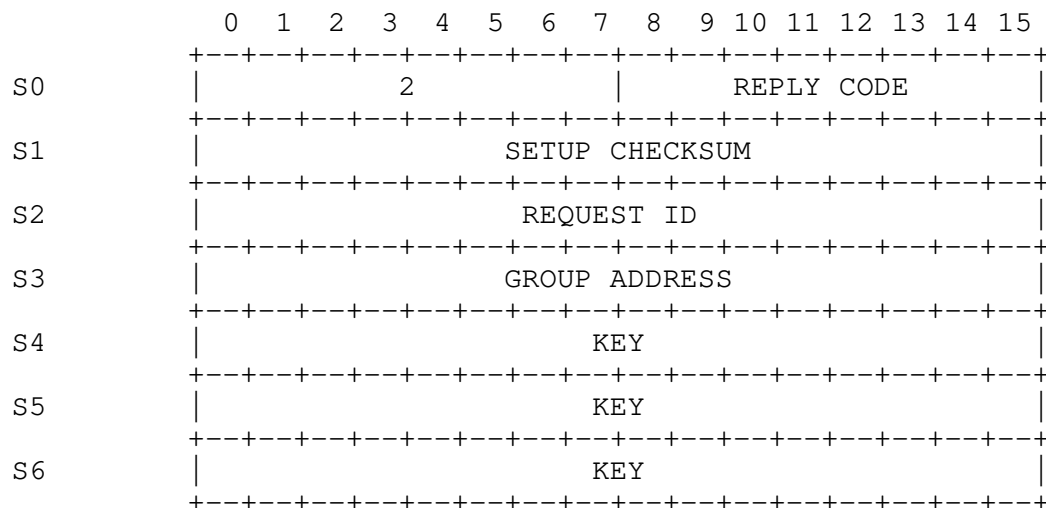 0 1 2 3 4 5 6 7 8 9 10 11 12 13 14 15
+--+--+--+--+--+--+--+--+--+--+--+--+--+--+--+--+
S0 | 2 | REPLY CODE |
+--+--+--+--+--+--+--+--+--+--+--+--+--+--+--+--+
S1 | SETUP CHECKSUM |
+--+--+--+--+--+--+--+--+--+--+--+--+--+--+--+--+
S2 | REQUEST ID |
+--+--+--+--+--+--+--+--+--+--+--+--+--+--+--+--+
S3 | GROUP ADDRESS |
+--+--+--+--+--+--+--+--+--+--+--+--+--+--+--+--+
S4 | KEY |
+--+--+--+--+--+--+--+--+--+--+--+--+--+--+--+--+
S5 | KEY |
+--+--+--+--+--+--+--+--+--+--+--+--+--+--+--+--+
S6 | KEY |
+--+--+--+--+--+--+--+--+--+--+--+--+--+--+--+--+